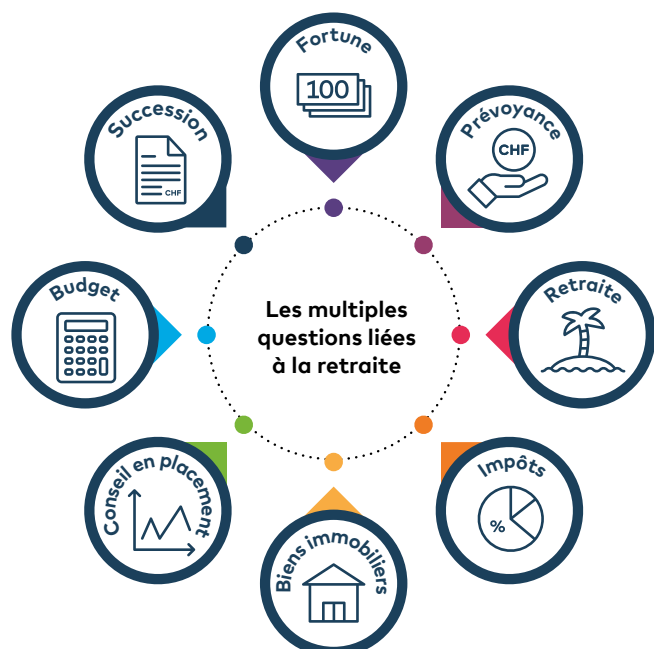 Fortune
100
Prévoyance
CHF
Retraite
Impôts
%
Biens immobiliers
Conseil en placement
Budget
Succession
CHF
Les multiples
questions liées
à la retraite